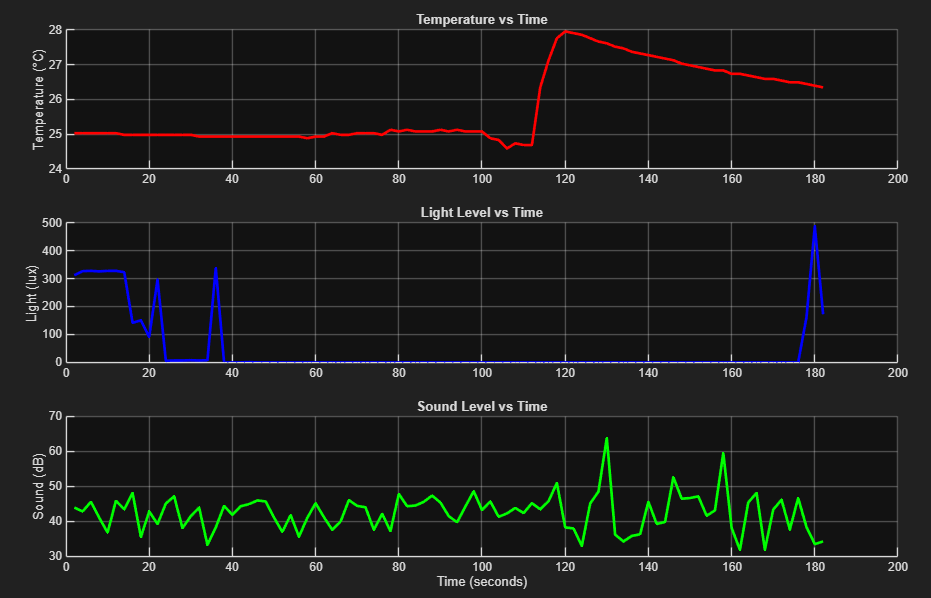 Temperature vs Time
Temperature (°C)
28
27
26
25
24
0 20 40 60 80 100 120 140 160 180 200
Light Level vs Time
Light (lux)
500
400
300
200
100
0
0 20 40 60 80 100 120 140 160 180 200
Sound Level vs Time
Sound (dB)
70
60
50
40
30
0 20 40 60 80 100 120 140 160 180 200
Time (seconds)